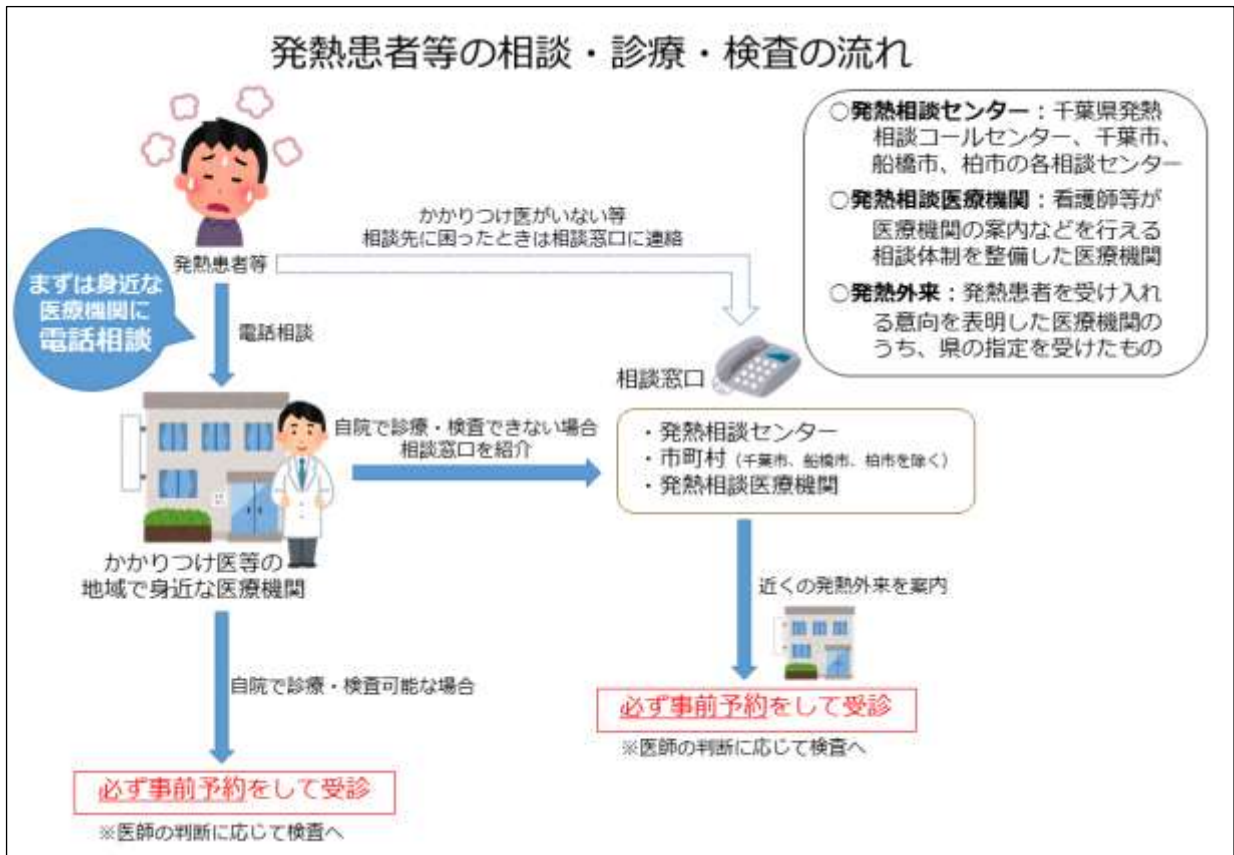 発熱患者等の相談・診療・検査の流れ
○発熱相談センター：千葉県発熱
相談コールセンター、千葉市、
船橋市、柏市の各相談センター
○発熱相談医療機関：看護師等が
医療機関の案内などを行える
相談体制を整備した医療機関
○発熱外来：発熱患者を受け入れ
る意向を表明した医療機関の
うち、県の指定を受けたもの
かかりつけ医がいない等
相談先に困ったときは相談窓口に連絡
発熱患者等
まずは身近な
医療機関に
電話相談
電話相談
相談窓口
自院で診療・検査できない場合
相談窓口を紹介
・発熱相談センター
・市町村（千葉市、船橋市、柏市を除く）
・発熱相談医療機関
かかりつけ医等の
地域で身近な医療機関
近くの発熱外来を案内
自院で診療・検査可能な場合
必ず事前予約をして受診
※医師の判断に応じて検査へ
必ず事前予約をして受診
※医師の判断に応じて検査へ